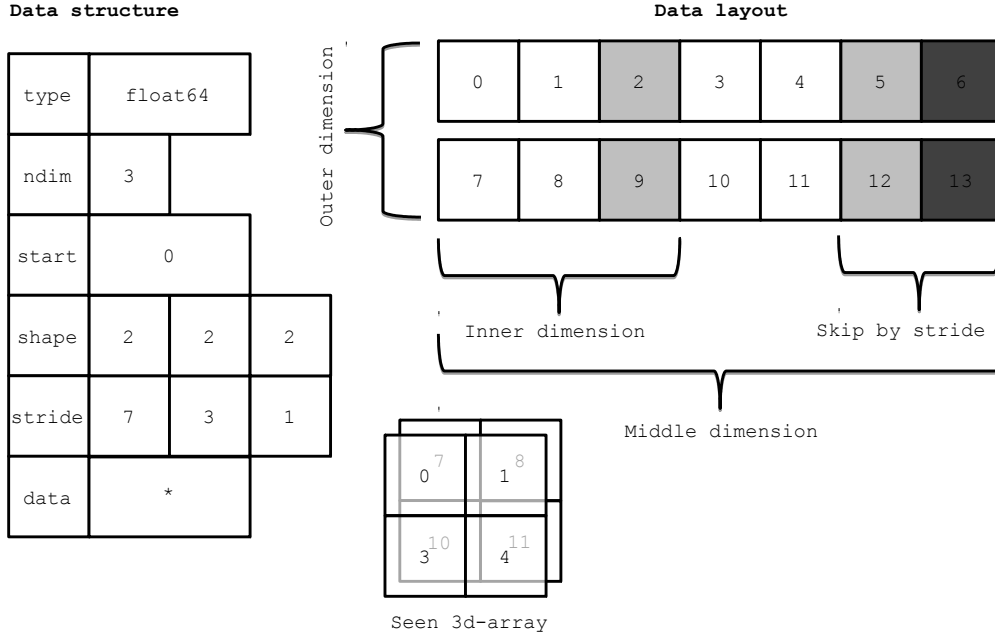 Data structure
Data layout
type float64
ndim 3
start 0
shape 2 2 2
stride 7 3 1
data *
Outer dimension
0 1 2 3 4 5 6
7 8 9 10 11 12 13
Inner dimension
Skip by stride
Middle dimension
7 8
0 1
10 11
3 4
Seen 3d-array